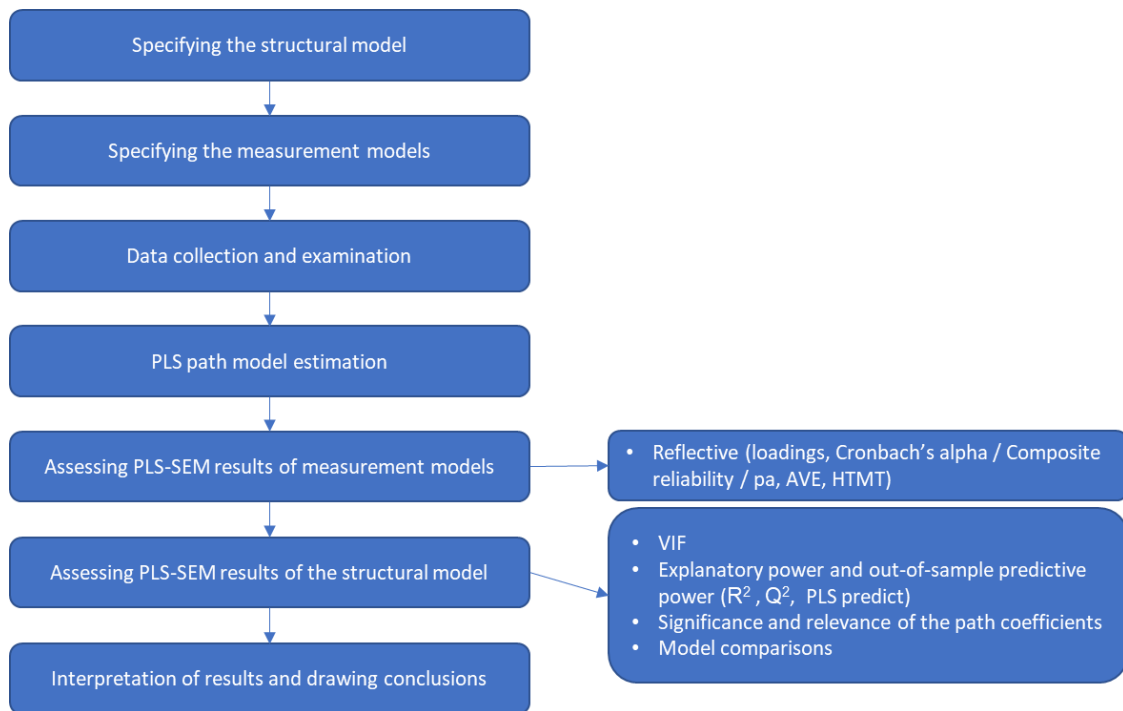 Specifying the structural model
Specifying the measurement models
Data collection and examination
PLS path model estimation
Assessing PLS-SEM results of measurement models
• Reflective (loadings, Cronbach's alpha / Composite
reliability / pa, AVE, HTMT)
Assessing PLS-SEM results of the structural model
• VIF
• Explanatory power and out-of-sample predictive
power (R² , Q², PLS predict)
• Significance and relevance of the path coefficients
• Model comparisons
Interpretation of results and drawing conclusions